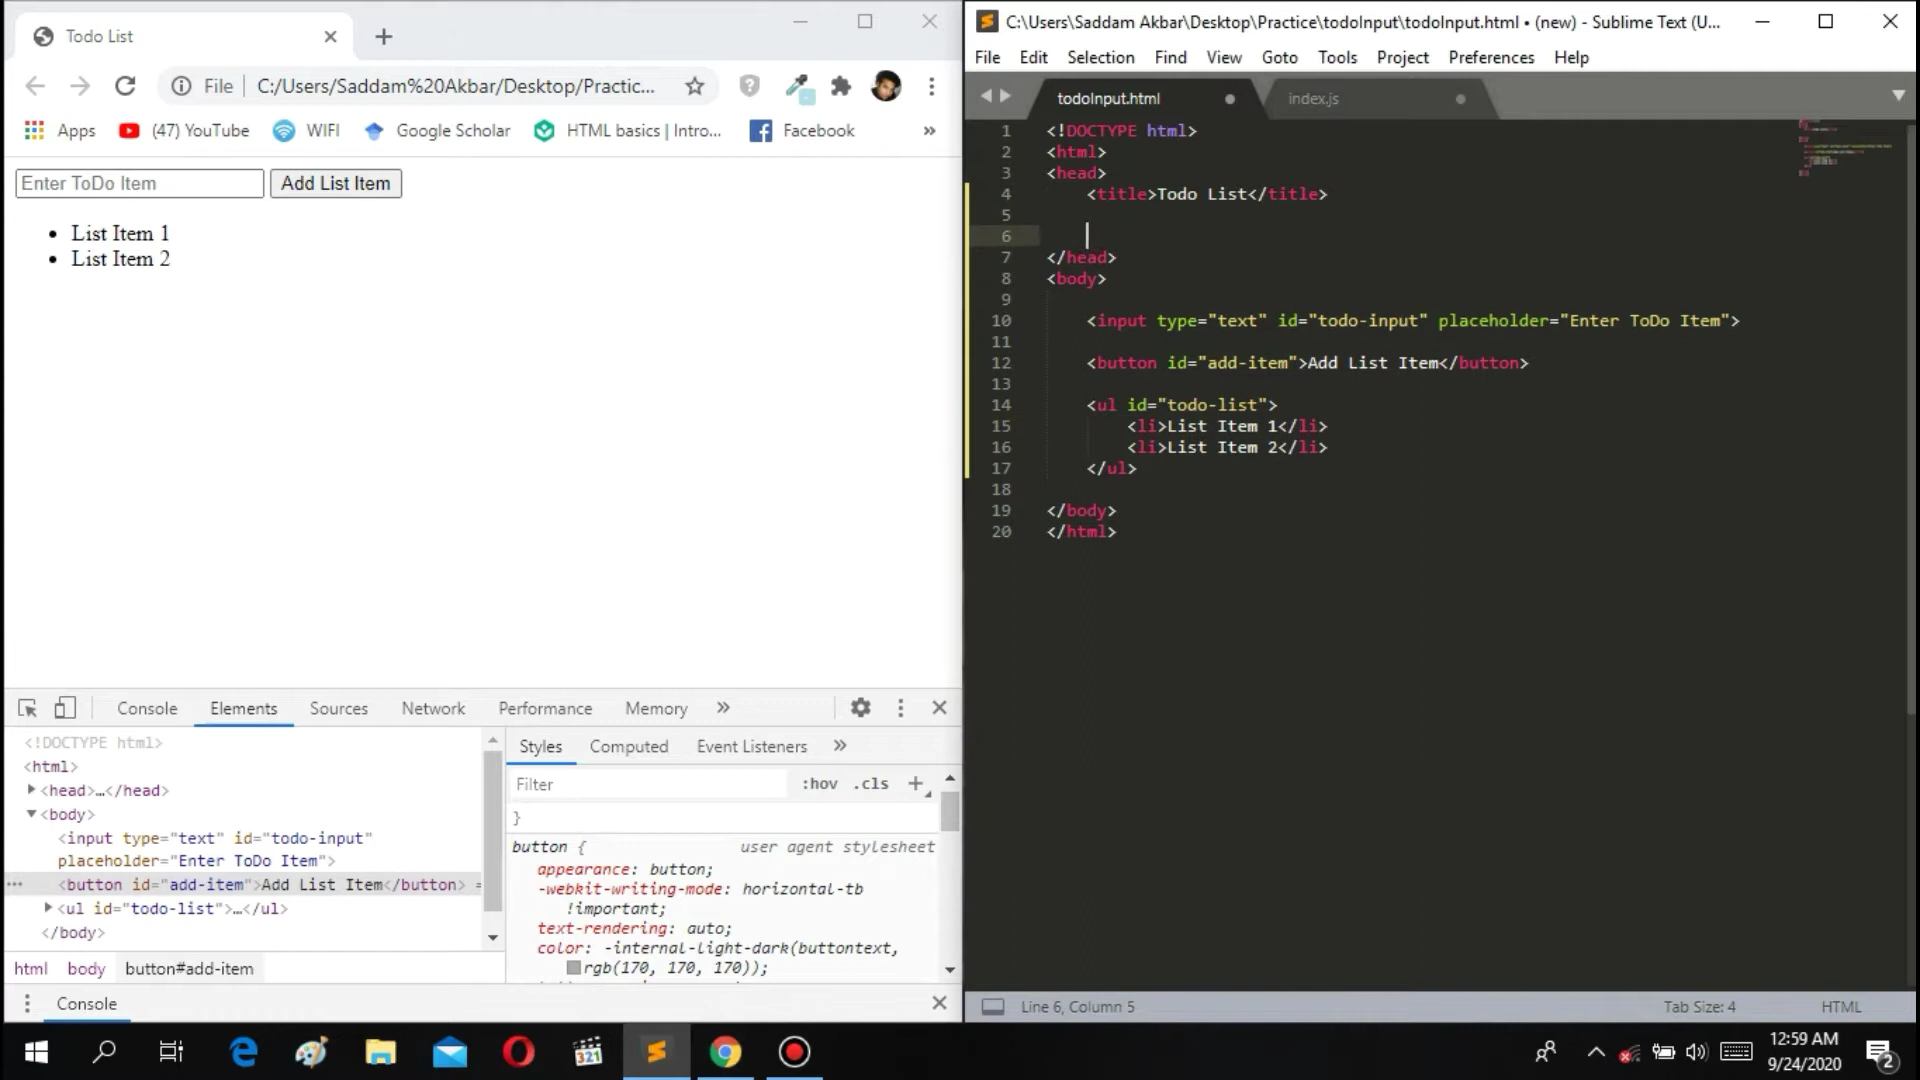 Todo List
File C:/Users/Saddam%20Akbar/Desktop/Practic...
Apps (47) YouTube WIFI Google Scholar HTML basics | Intro... Facebook »
Enter ToDo Item Add List Item
• List Item 1
• List Item 2
Console Elements Sources Network Performance Memory »
<!DOCTYPE html>
<html>
<head>…</head>
<body>
<input type="text" id="todo-input"
placeholder="Enter ToDo Item">
<button id="add-item">Add List Item</button> =
<ul id="todo-list">…</ul>
</body>
html body button#add-item
Styles Computed Event Listeners »
Filter :hov .cls +
}
button { user agent stylesheet
appearance: button;
-webkit-writing-mode: horizontal-tb
!important;
text-rendering: auto;
color: -internal-light-dark(buttontext,
rgb(170, 170, 170));
Console
C:\Users\Saddam Akbar\Desktop\Practice\todoInput\todoInput.html • (new) - Sublime Text (U...
File Edit Selection Find View Goto Tools Project Preferences Help
todoInput.html index.js
1 <!DOCTYPE html>
2 <html>
3 <head>
4 <title>Todo List</title>
5
6
7 </head>
8 <body>
9
10 <input type="text" id="todo-input" placeholder="Enter ToDo Item">
11
12 <button id="add-item">Add List Item</button>
13
14 <ul id="todo-list">
15 <li>List Item 1</li>
16 <li>List Item 2</li>
17 </ul>
18
19 </body>
20 </html>
Line 6, Column 5 Tab Size: 4 HTML
321
12:59 AM
9/24/2020
2